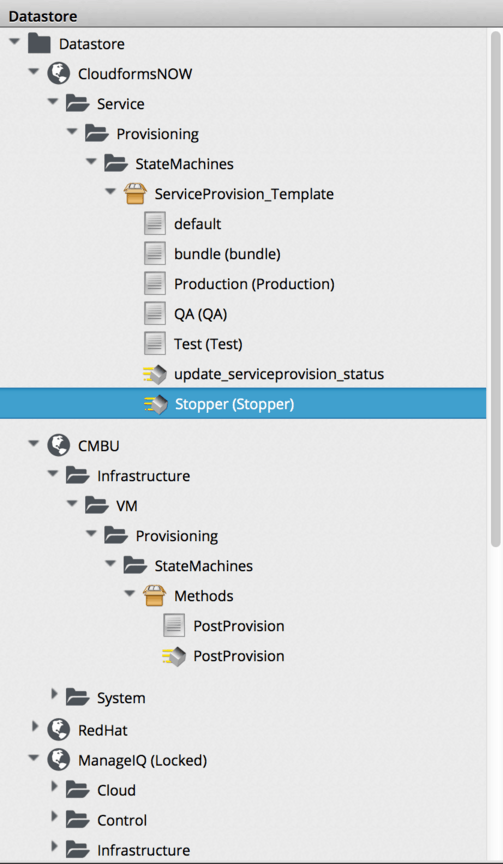 Datastore
Datastore
CloudformsNOW
Service
Provisioning
StateMachines
ServiceProvision_Template
default
bundle (bundle)
Production (Production)
QA (QA)
Test (Test)
update_serviceprovision_status
Stopper (Stopper)
CMBU
Infrastructure
VM
Provisioning
StateMachines
Methods
PostProvision
PostProvision
System
RedHat
ManageIQ (Locked)
Cloud
Control
Infrastructure